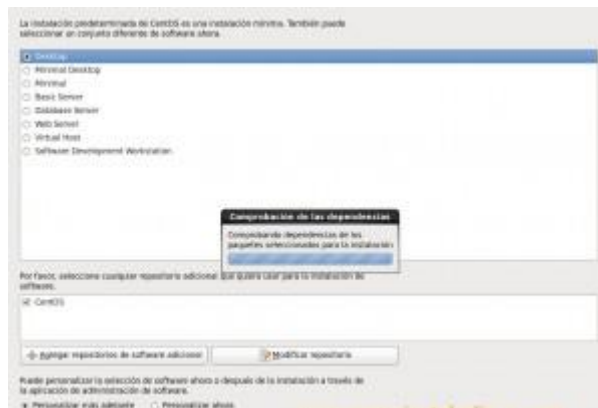 La instalación predeterminada de CentOS es una instalación mínima. También puede
seleccionar un conjunto diferente de software ahora.
Desktop
Minimal Desktop
Minimal
Basic Server
Database Server
Web Server
Virtual Host
Software Development Workstation
Comprobación de las dependencias
Comprobando dependencias de los
paquetes seleccionados para la instalación
Por favor, seleccione cualquier repositorio adicional que quiera usar para la instalación de
software.
CentOS
Agregar repositorios de software adicional
Modificar repositorio
Puede personalizar la selección de software ahora o después de la instalación a través de
la aplicación de administración de software.
Personalizar más adelante
Personalizar ahora